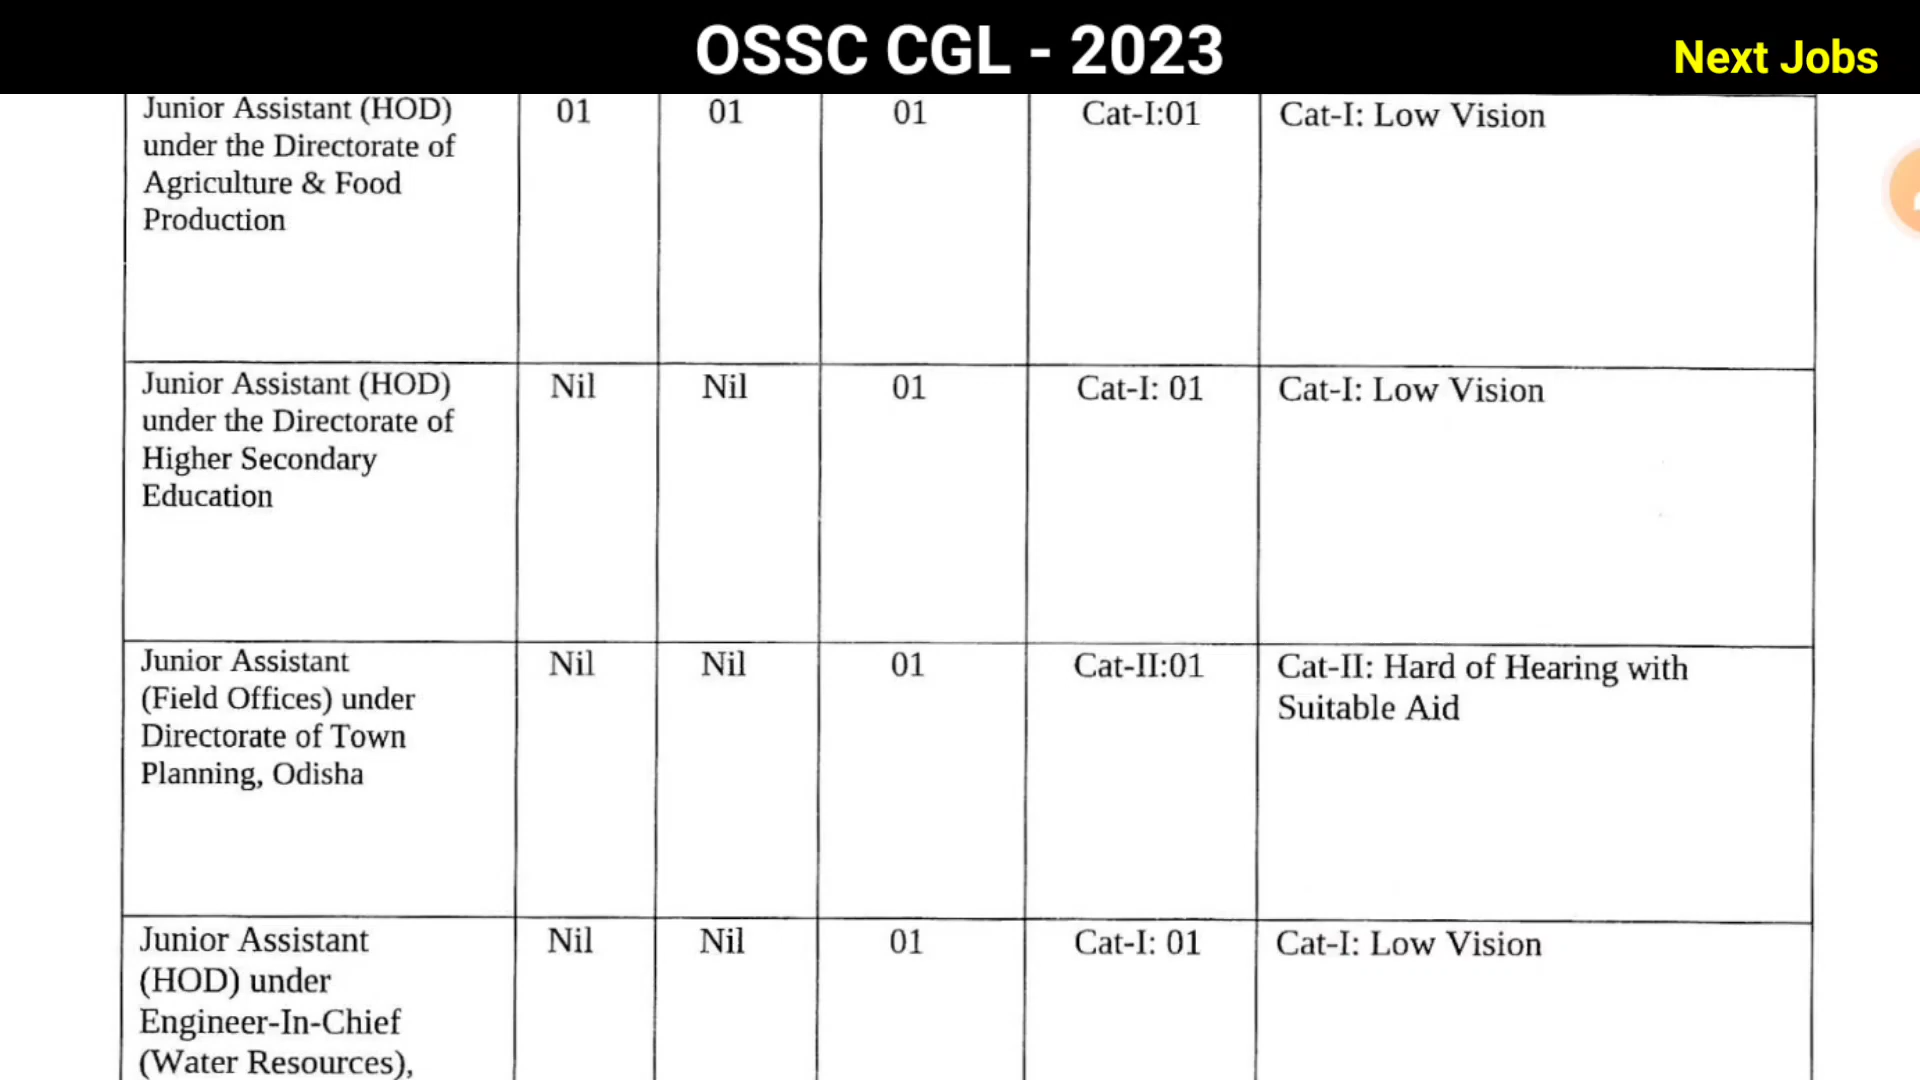 OSSC CGL - 2023
Next Jobs
Junior Assistant (HOD) 01 01 01 Cat-I:01 Cat-I: Low Vision
under the Directorate of
Agriculture & Food
Production
Junior Assistant (HOD) Nil Nil 01 Cat-I: 01 Cat-I: Low Vision
under the Directorate of
Higher Secondary
Education
Junior Assistant Nil Nil 01 Cat-II:01 Cat-II: Hard of Hearing with
(Field Offices) under Suitable Aid
Directorate of Town
Planning, Odisha
Junior Assistant Nil Nil 01 Cat-I: 01 Cat-I: Low Vision
(HOD) under
Engineer-In-Chief
(Water Resources),